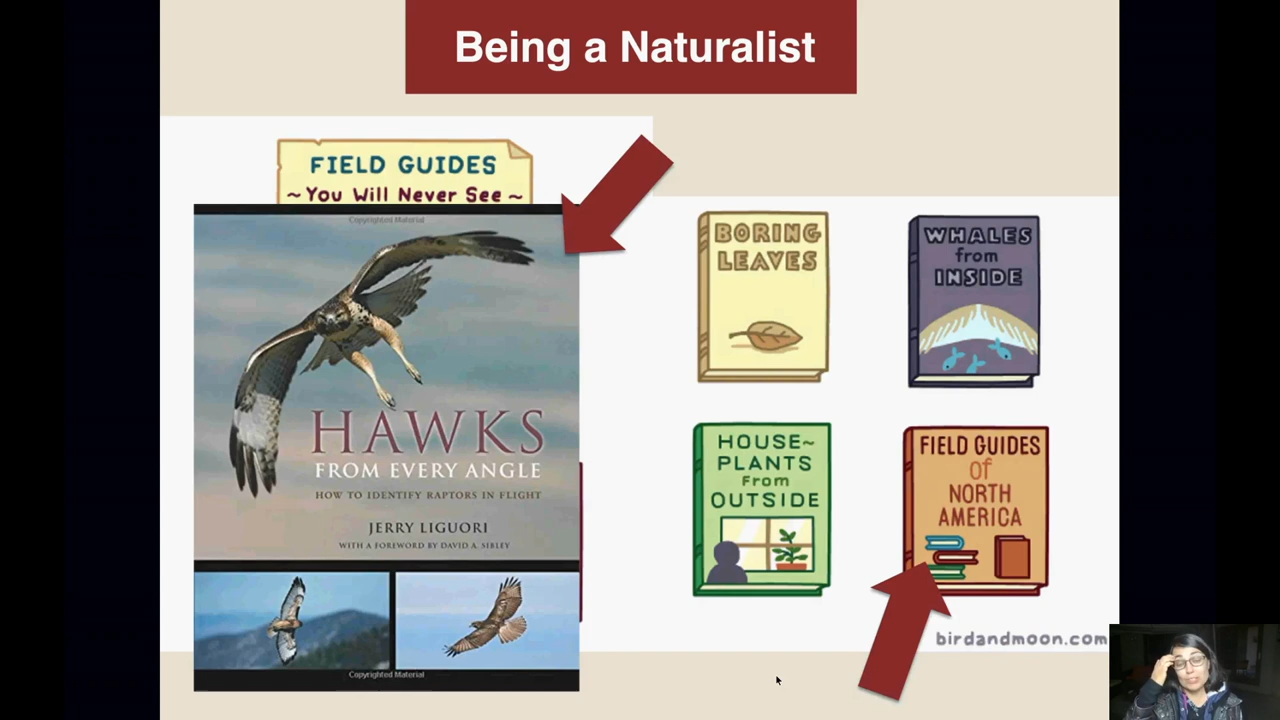 Being a Naturalist
FIELD GUIDES
~You Will Never See~
Copyrighted Material
HAWKS
FROM EVERY ANGLE
HOW TO IDENTIFY RAPTORS IN FLIGHT
JERRY LIGUORI
WITH A FOREWORD BY DAVID A. SIBLEY
Copyrighted Material
BORING
LEAVES
WHALES
from
INSIDE
HOUSE~
PLANTS
From
OUTSIDE
FIELD GUIDES
OF
NORTH
AMERICA
birdandmoon.com